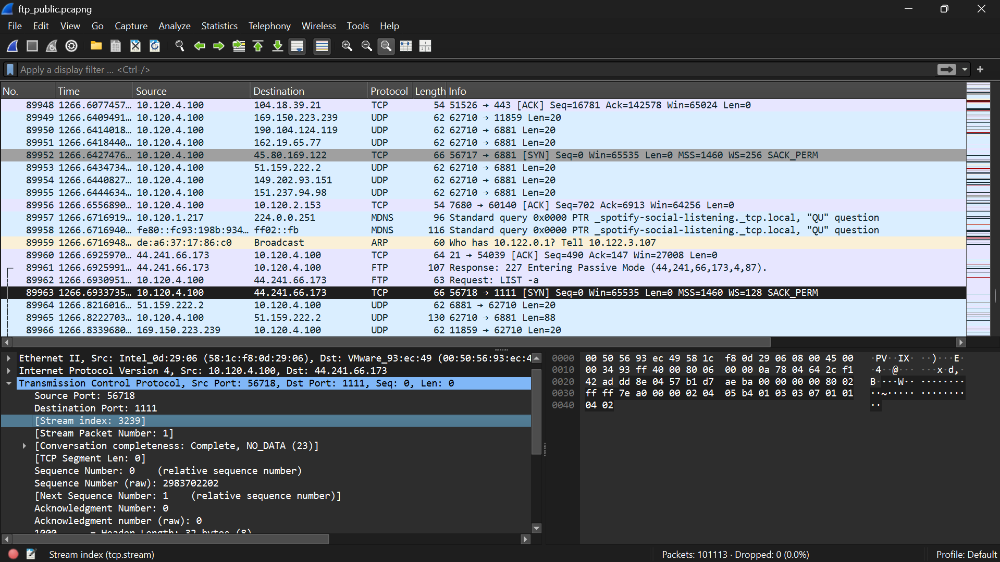 ftp_public.pcapng
File Edit View Go Capture Analyze Statistics Telephony Wireless Tools Help
Apply a display filter ... <Ctrl-/>
No. Time Source Destination Protocol Length Info
89948 1266.6077457… 10.120.4.100 104.18.39.21 TCP 54 51526 → 443 [ACK] Seq=16781 Ack=142578 Win=65024 Len=0
89949 1266.6409491… 10.120.4.100 169.150.223.239 UDP 62 62710 → 11859 Len=20
89950 1266.6414018… 10.120.4.100 190.104.124.119 UDP 62 62710 → 6881 Len=20
89951 1266.6418440… 10.120.4.100 162.19.65.77 UDP 62 62710 → 6881 Len=20
89952 1266.6427476… 10.120.4.100 45.80.169.122 TCP 66 56717 → 6881 [SYN] Seq=0 Win=65535 Len=0 MSS=1460 WS=256 SACK_PERM
89953 1266.6434734… 10.120.4.100 51.159.222.2 UDP 62 62710 → 6881 Len=20
89954 1266.6440827… 10.120.4.100 149.202.93.151 UDP 62 62710 → 6881 Len=20
89955 1266.6444634… 10.120.4.100 151.237.94.98 UDP 62 62710 → 6881 Len=20
89956 1266.6556890… 10.120.4.100 10.120.2.153 TCP 54 7680 → 60140 [ACK] Seq=702 Ack=6913 Win=64256 Len=0
89957 1266.6716919… 10.120.1.217 224.0.0.251 MDNS 96 Standard query 0x0000 PTR _spotify-social-listening._tcp.local, "QU" question
89958 1266.6716940… fe80::fc93:198b:934… ff02::fb MDNS 116 Standard query 0x0000 PTR _spotify-social-listening._tcp.local, "QU" question
89959 1266.6716948… de:a6:37:17:86:c0 Broadcast ARP 60 Who has 10.122.0.1? Tell 10.122.3.107
89960 1266.6925970… 44.241.66.173 10.120.4.100 TCP 64 21 → 54039 [ACK] Seq=490 Ack=147 Win=27008 Len=0
89961 1266.6925991… 44.241.66.173 10.120.4.100 FTP 107 Response: 227 Entering Passive Mode (44,241,66,173,4,87).
89962 1266.6930951… 10.120.4.100 44.241.66.173 FTP 63 Request: LIST -a
89963 1266.6933735… 10.120.4.100 44.241.66.173 TCP 66 56718 → 1111 [SYN] Seq=0 Win=65535 Len=0 MSS=1460 WS=128 SACK_PERM
89964 1266.8216016… 51.159.222.2 10.120.4.100 UDP 62 6881 → 62710 Len=20
89965 1266.8222703… 10.120.4.100 51.159.222.2 UDP 130 62710 → 6881 Len=88
89966 1266.8339680… 169.150.223.239 10.120.4.100 UDP 62 11859 → 62710 Len=20
Ethernet II, Src: Intel_0d:29:06 (58:1c:f8:0d:29:06), Dst: VMware_93:ec:49 (00:50:56:93:ec:4
Internet Protocol Version 4, Src: 10.120.4.100, Dst: 44.241.66.173
Transmission Control Protocol, Src Port: 56718, Dst Port: 1111, Seq: 0, Len: 0
Source Port: 56718
Destination Port: 1111
[Stream index: 3239]
[Stream Packet Number: 1]
[Conversation completeness: Complete, NO_DATA (23)]
[TCP Segment Len: 0]
Sequence Number: 0 (relative sequence number)
Sequence Number (raw): 2983702202
[Next Sequence Number: 1 (relative sequence number)]
Acknowledgment Number: 0
Acknowledgment number (raw): 0
1000 .... = Header Length: 32 bytes (8)
0000 00 50 56 93 ec 49 58 1c f8 0d 29 06 08 00 45 00 ·PV··IX· ··)···E·
0010 00 34 93 ff 40 00 80 06 00 00 0a 78 04 64 2c f1 ·4··@··· ···x·d,·
0020 42 ad dd 8e 04 57 b1 d7 ae ba 00 00 00 00 80 02 B····W·· ········
0030 ff ff 7e a0 00 00 02 04 05 b4 01 03 03 07 01 01 ··~····· ········
0040 04 02 ··
Stream index (tcp.stream) Packets: 101113 · Dropped: 0 (0.0%) Profile: Default